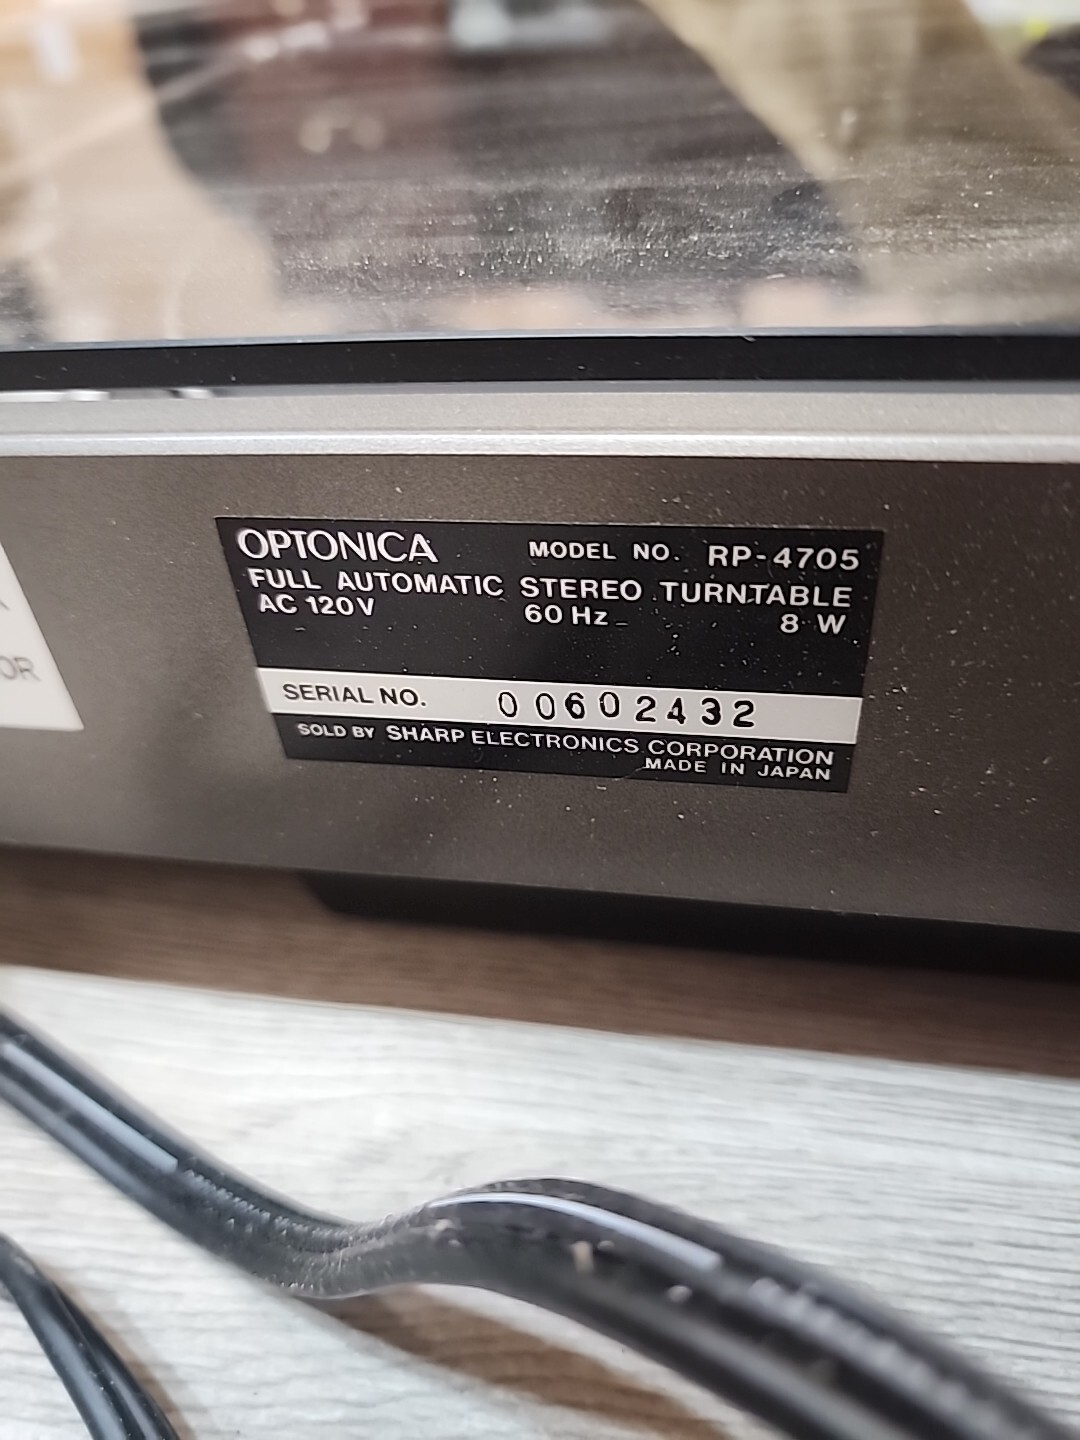 OPTONICA MODEL NO. RP-4705
FULL AUTOMATIC STEREO TURNTABLE
AC 120V 60 Hz 8 W
SERIAL NO. 00602432
SOLD BY SHARP ELECTRONICS CORPORATION
MADE IN JAPAN